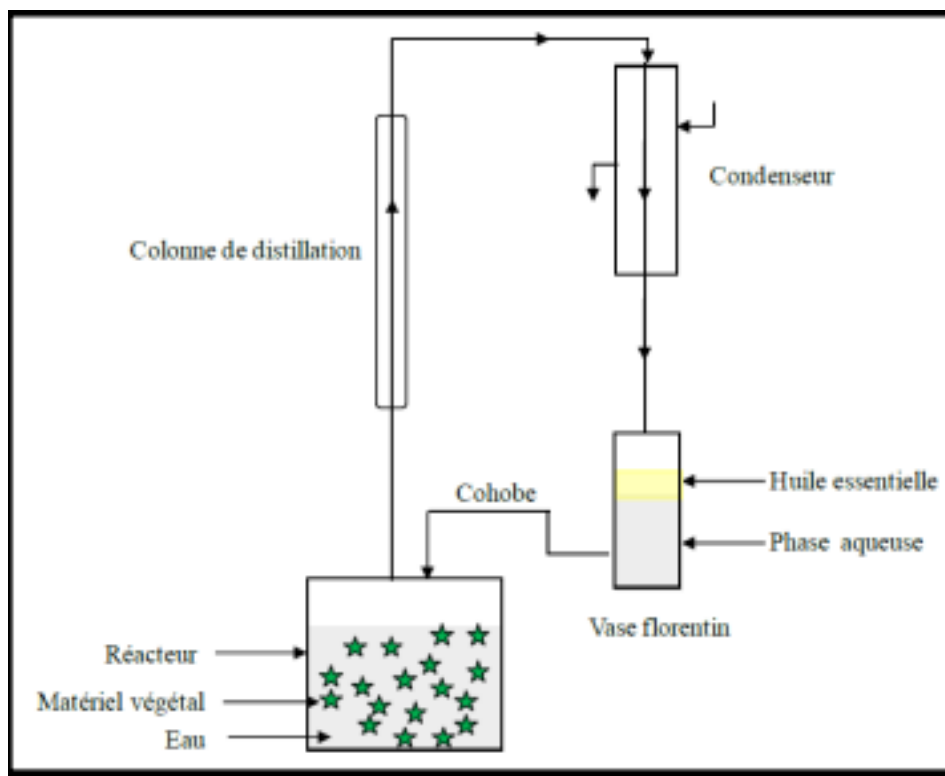 Condenseur
Colonne de distillation
Huile essentielle
Cohobe
Phase aqueuse
Vase florentin
Réacteur
Matériel végétal
Eau